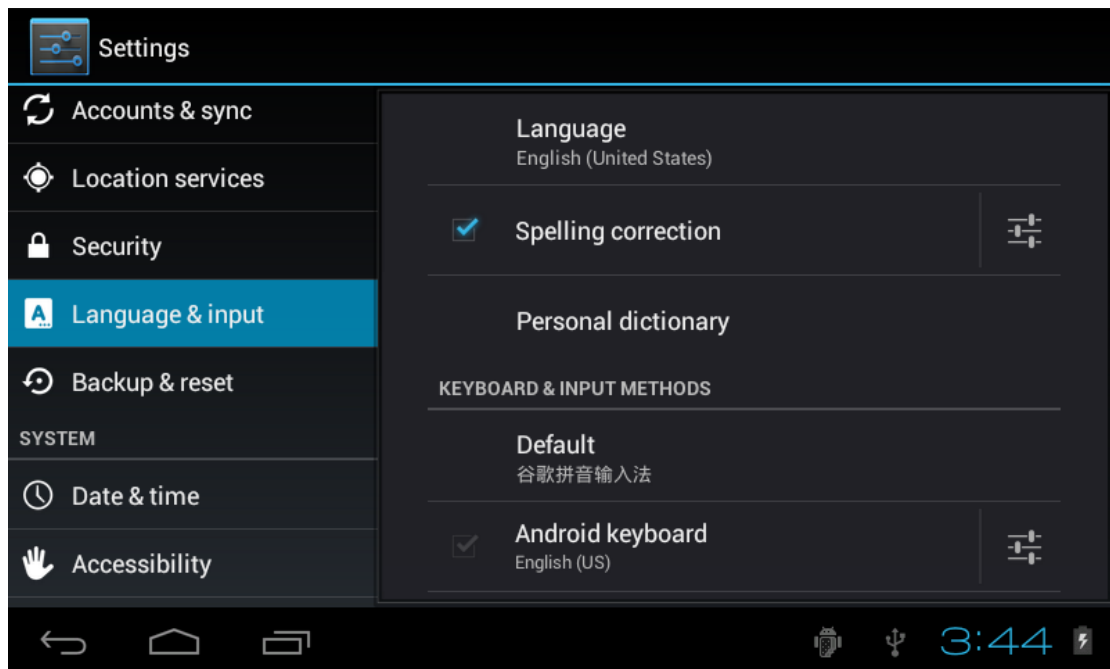 Settings
Accounts & sync
Location services
Security
Language & input
Backup & reset
SYSTEM
Date & time
Accessibility
Language
English (United States)
Spelling correction
Personal dictionary
KEYBOARD & INPUT METHODS
Default
谷歌拼音输入法
Android keyboard
English (US)
3:44